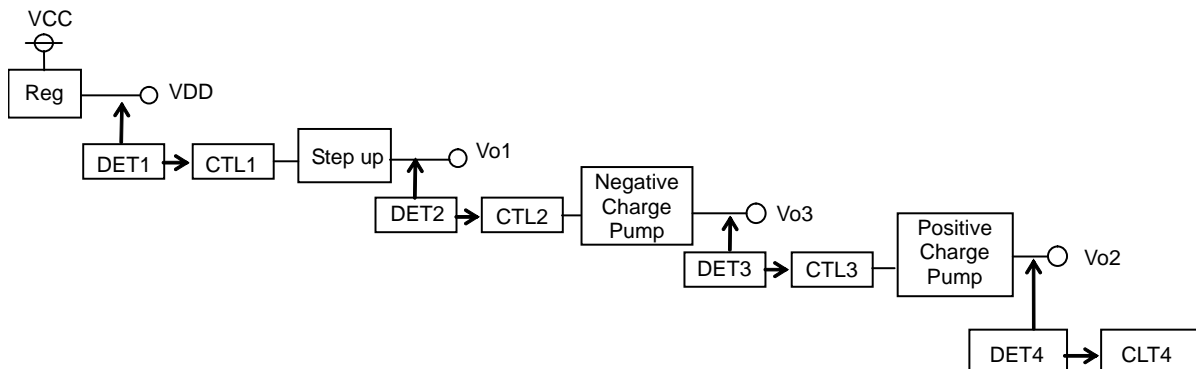 VCC
Reg
VDD
DET1
CTL1
Step up
Vo1
DET2
CTL2
Negative
Charge
Pump
Vo3
DET3
CTL3
Positive
Charge
Pump
Vo2
DET4
CLT4